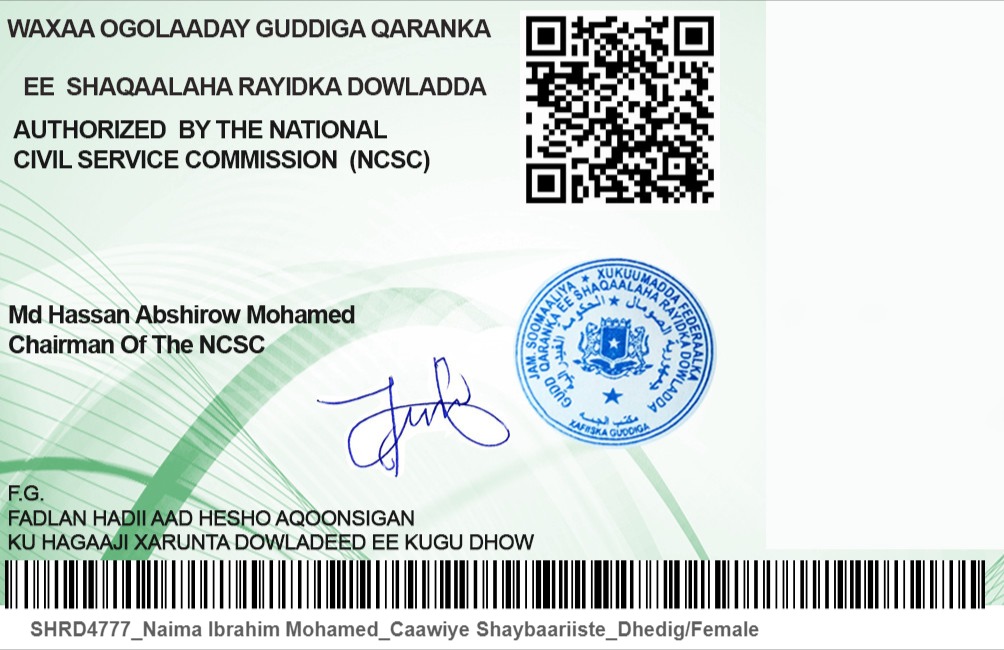 WAXAA OGOLAADAY GUDDIGA QARANKA
EE SHAQAALAHA RAYIDKA DOWLADDA
AUTHORIZED BY THE NATIONAL
CIVIL SERVICE COMMISSION (NCSC)
JAM. SOOMAALIYA ★ XUKUUMADDA FEDERAALKA
GUDD QARANKA EE SHAQAALAHA RAYIDKA DOWLADDA
XAFIISKA GUDDIGA
Md Hassan Abshirow Mohamed
Chairman Of The NCSC
F.G.
FADLAN HADII AAD HESHO AQOONSIGAN
KU HAGAAJI XARUNTA DOWLADEED EE KUGU DHOW
SHRD4777_Naima Ibrahim Mohamed_Caawiye Shaybaariiste_Dhedig/Female